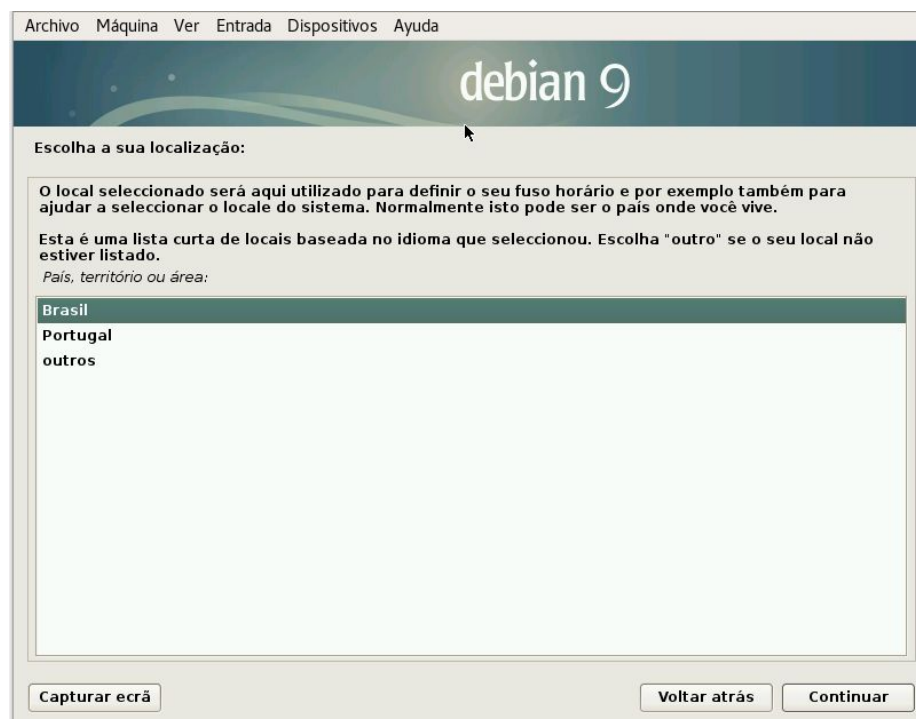 Archivo Máquina Ver Entrada Dispositivos Ayuda
debian 9
Escolha a sua localização:
O local seleccionado será aqui utilizado para definir o seu fuso horário e por exemplo também para
ajudar a seleccionar o locale do sistema. Normalmente isto pode ser o país onde você vive.
Esta é uma lista curta de locais baseada no idioma que seleccionou. Escolha "outro" se o seu local não
estiver listado.
País, território ou área:
Brasil
Portugal
outros
Capturar ecrã Voltar atrás Continuar